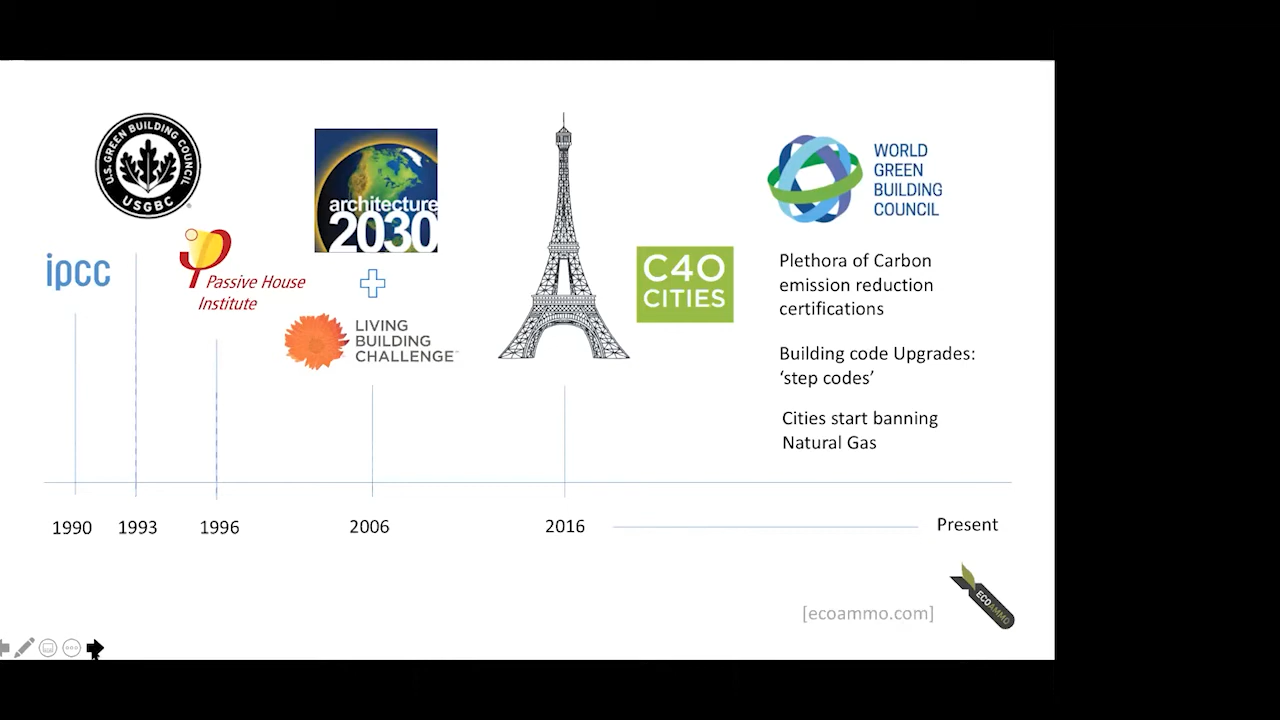 U.S. GREEN BUILDING COUNCIL
USGBC
ipcc
Passive House
Institute
architecture
2030
LIVING
BUILDING
CHALLENGE
C40
CITIES
WORLD
GREEN
BUILDING
COUNCIL
Plethora of Carbon
emission reduction
certifications
Building code Upgrades:
‘step codes’
Cities start banning
Natural Gas
1990
1993
1996
2006
2016
Present
[ecoammo.com]
ECOAMMO